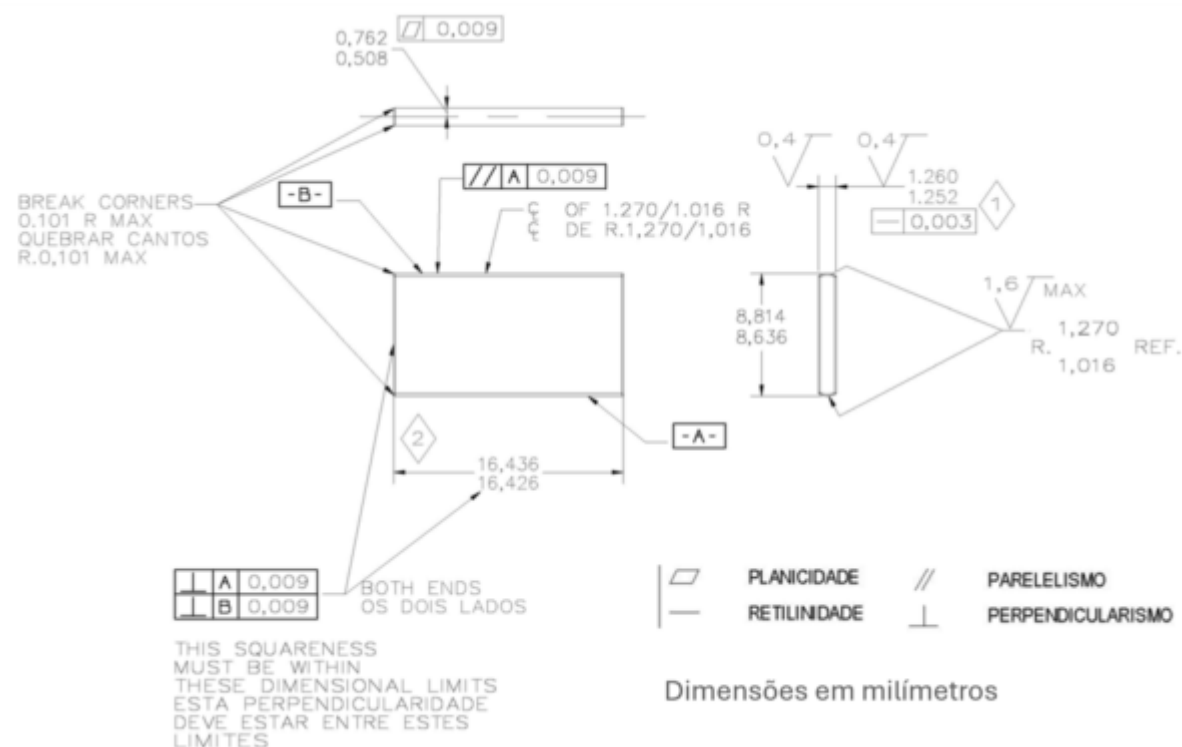 0,762
0,508
0,009
BREAK CORNERS
0.101 R MAX
QUEBRAR CANTOS
R.0,101 MAX
-B-
// A 0,009
℄ OF 1.270/1.016 R
℄ DE R.1,270/1,016
0,4
0,4
1.260
1.252
— 0,003
1
8,814
8,636
1,6 MAX
R. 1,270
1,016
REF.
-A-
2
16,436
16,426
⊥ A 0,009
⊥ B 0,009
BOTH ENDS
OS DOIS LADOS
THIS SQUARENESS
MUST BE WITHIN
THESE DIMENSIONAL LIMITS
ESTA PERPENDICULARIDADE
DEVE ESTAR ENTRE ESTES
LIMITES
PLANICIDADE // PARELELISMO
— RETILINIDADE ⊥ PERPENDICULARISMO
Dimensões em milímetros